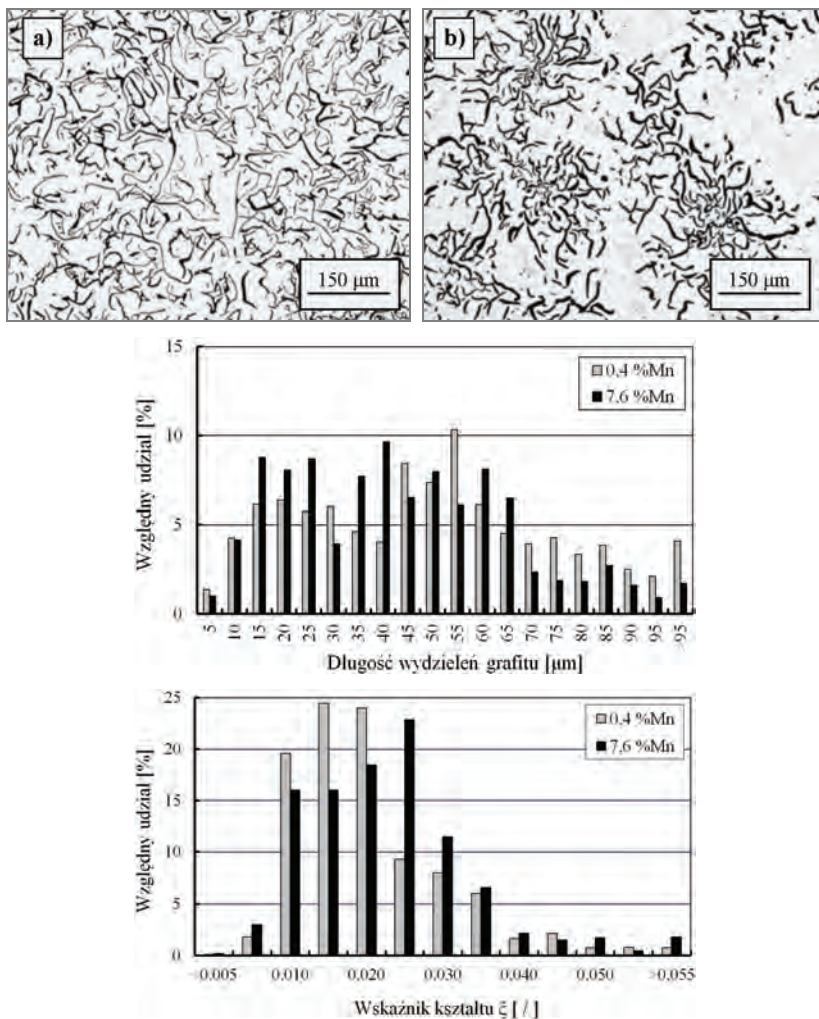 a)
b)
150 µm
150 µm
15
10
5
0
Względny udział [%]
0,4 %Mn
7,6 %Mn
5 10 15 20 25 30 35 40 45 50 55 60 65 70 75 80 85 90 95 >95
Długość wydzieleń grafitu [µm]
25
20
15
10
5
0
Względny udział [%]
0,4 %Mn
7,6 %Mn
0,010 0,020 0,030 0,040 0,050 >0,055
Wskaźnik kształtu ξ [ / ]